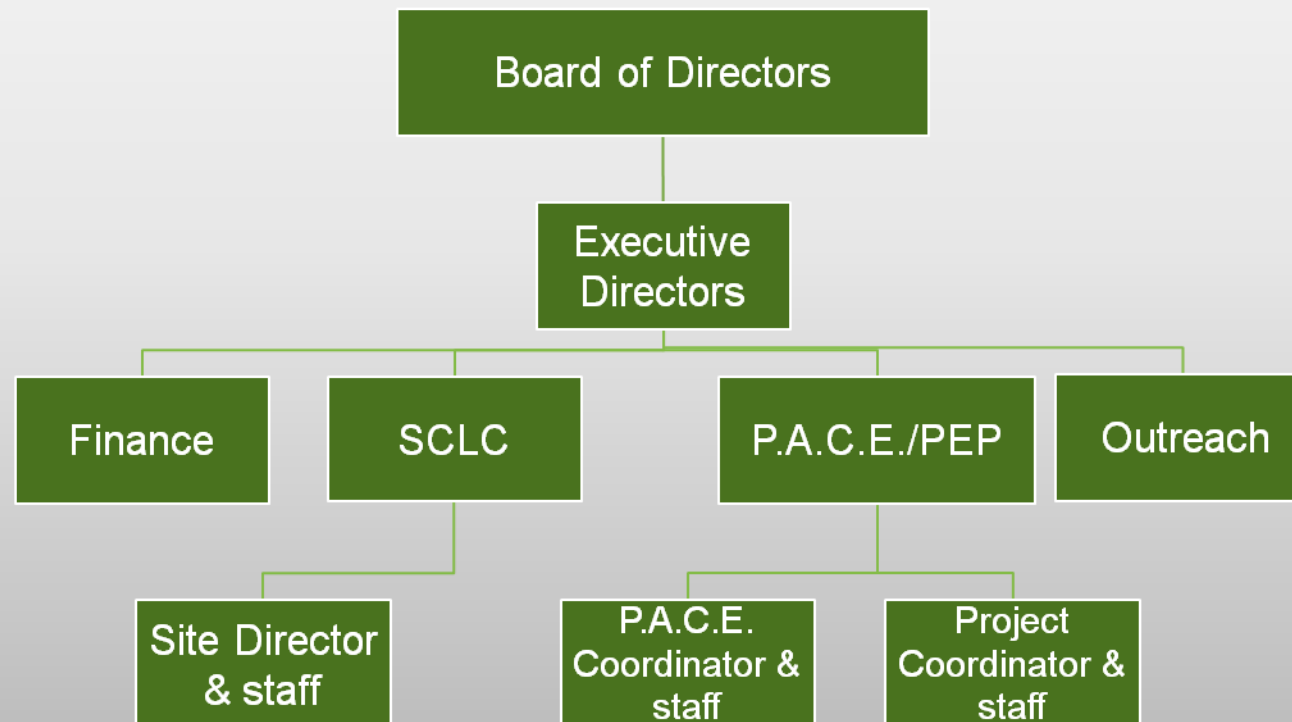 Board of Directors
Executive
Directors
Finance
SCLC
P.A.C.E./PEP
Outreach
Site Director
& staff
P.A.C.E.
Coordinator &
staff
Project
Coordinator &
staff